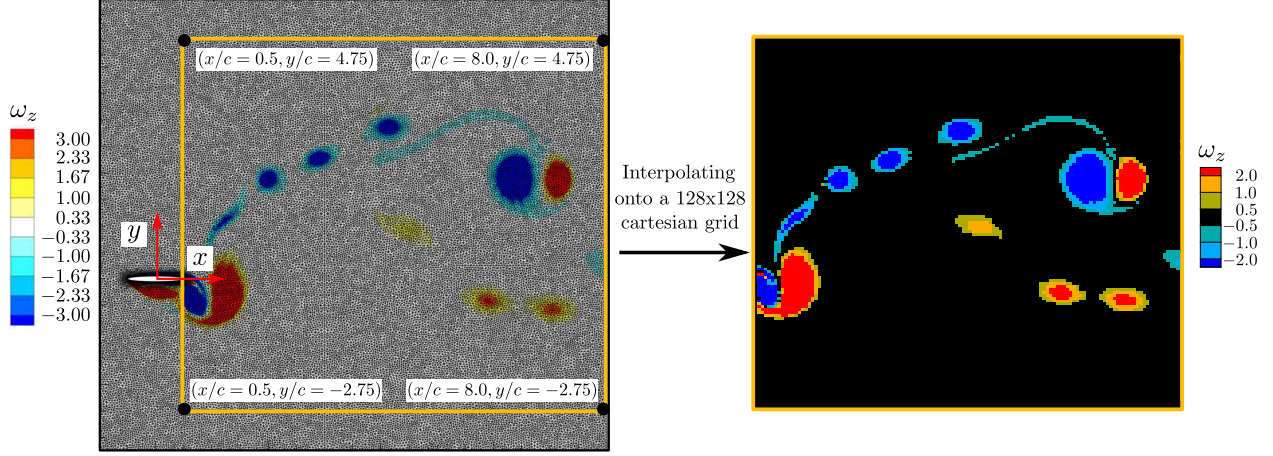 (x/c = 0.5, y/c = 4.75)
(x/c = 8.0, y/c = 4.75)
ω_z
3.00
2.33
1.67
1.00
0.33
−0.33
−1.00
−1.67
−2.33
−3.00
y
x
(x/c = 0.5, y/c = −2.75)
(x/c = 8.0, y/c = −2.75)
Interpolating
onto a 128x128
cartesian grid
ω_z
2.0
1.0
0.5
−0.5
−1.0
−2.0